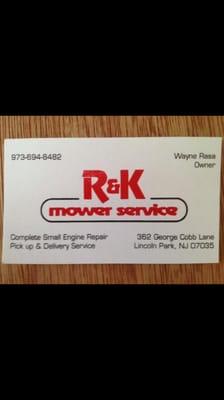 973-694-8482
Wayne Rasa
Owner
R&K
mower service
Complete Small Engine Repair
Pick up & Delivery Service
362 George Cobb Lane
Lincoln Park, NJ 07035